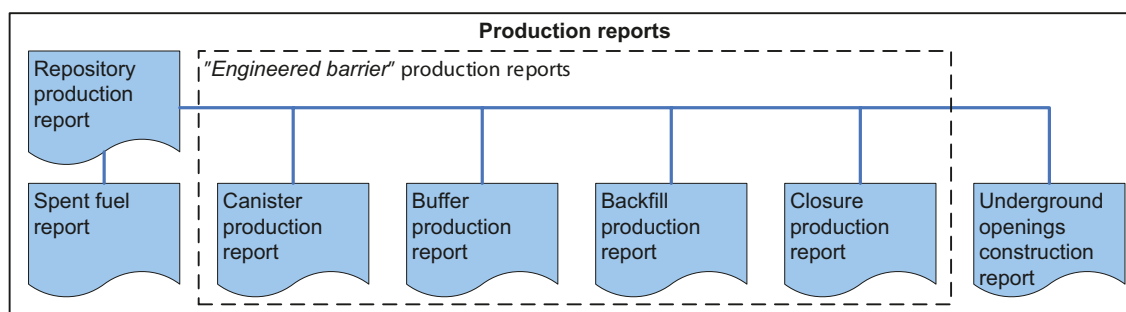 Production reports
Repository
production
report
"Engineered barrier" production reports
Spent fuel
report
Canister
production
report
Buffer
production
report
Backfill
production
report
Closure
production
report
Underground
openings
construction
report